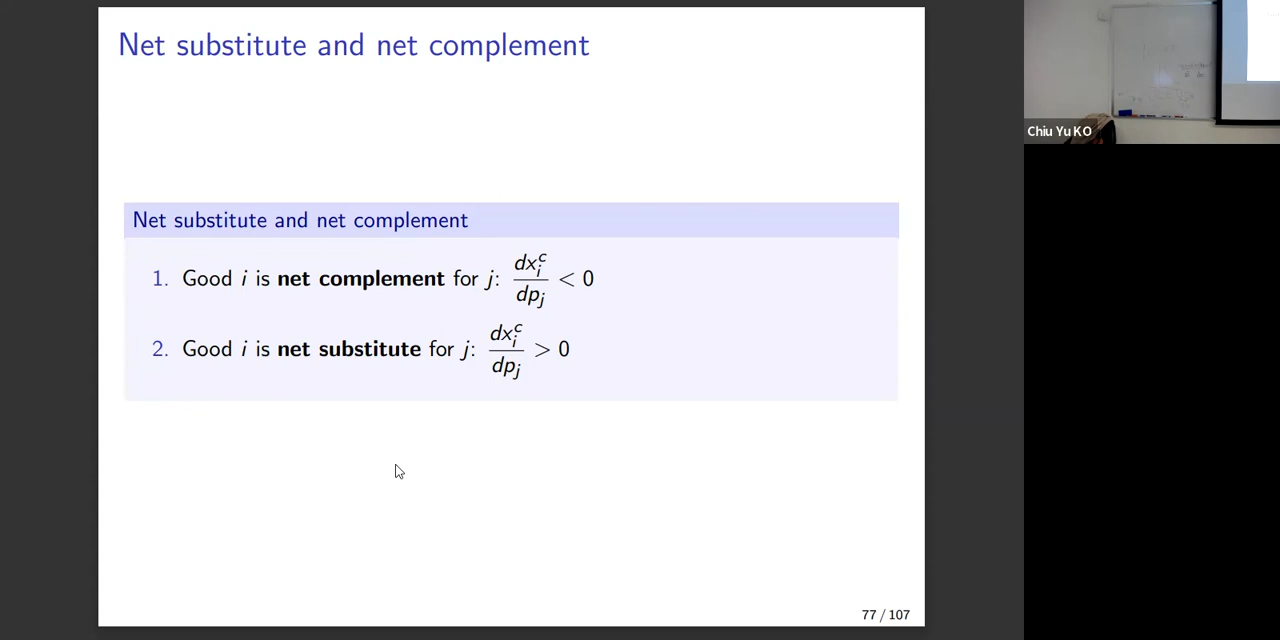 Net substitute and net complement
Net substitute and net complement
1. Good i is net complement for j: dx_i^c/dp_j < 0
2. Good i is net substitute for j: dx_i^c/dp_j > 0
77 / 107
Chiu Yu KO